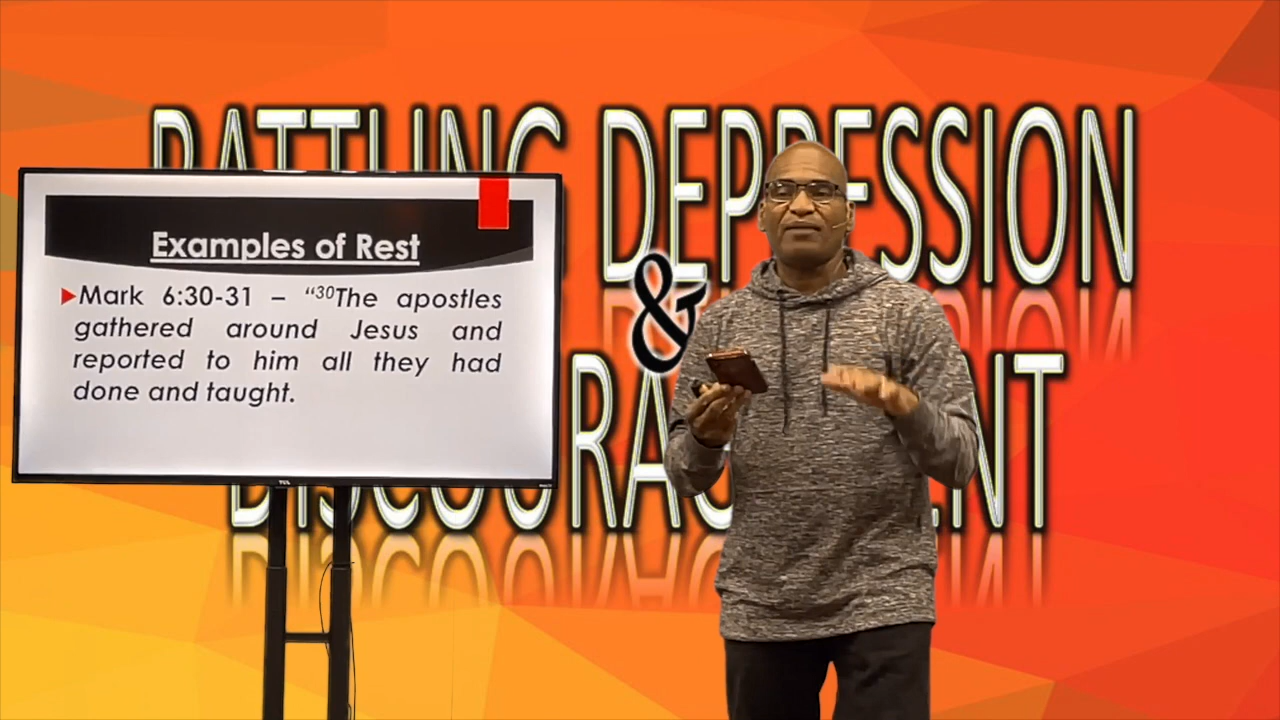 BATTLING DEPRESSION
&
DISCOURAGEMENT
Examples of Rest
Mark 6:30-31 – “³⁰The apostles
gathered around Jesus and
reported to him all they had
done and taught.
TCL